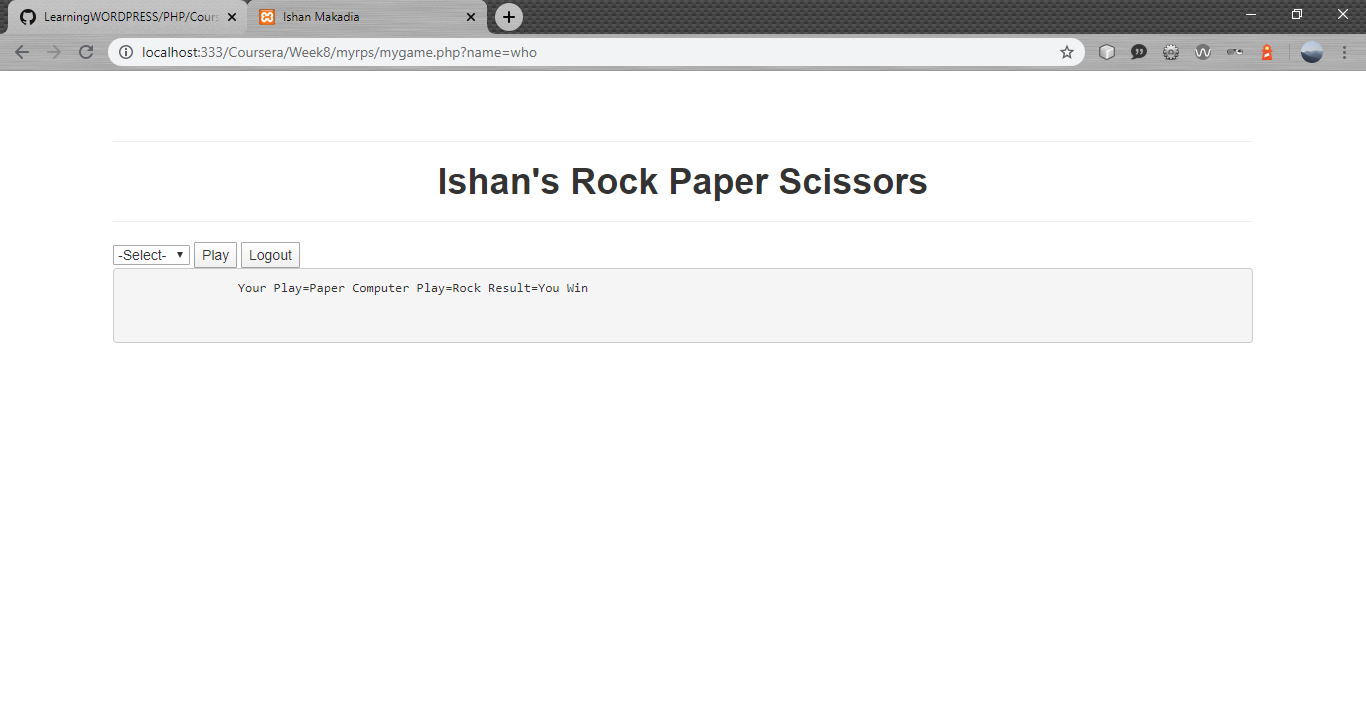 LearningWORDPRESS/PHP/Cour
Ishan Makadia
localhost:333/Coursera/Week8/myrps/mygame.php?name=who
Ishan's Rock Paper Scissors
-Select- Play Logout
Your Play=Paper Computer Play=Rock Result=You Win